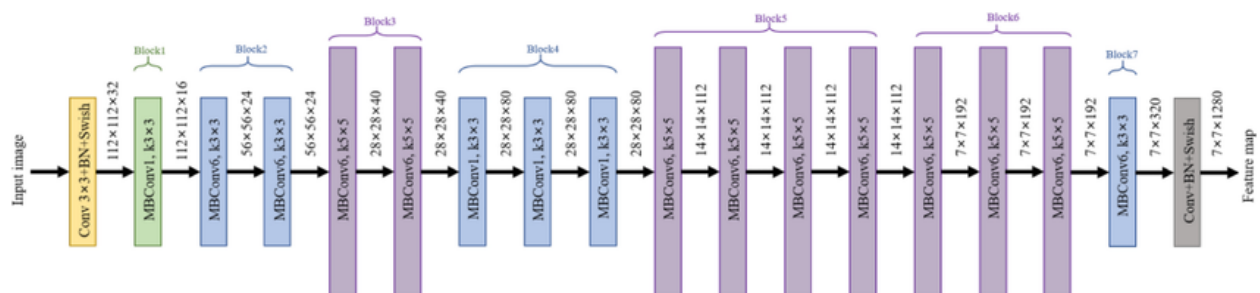 Block1
Block2
Block3
Block4
Block5
Block6
Block7
Input image
Conv 3×3+BN+Swish
112×112×32
MBConv1, k3×3
112×112×16
MBConv6, k3×3
56×56×24
MBConv6, k3×3
56×56×24
MBConv6, k5×5
28×28×40
MBConv6, k5×5
28×28×40
MBConv1, k3×3
28×28×80
MBConv1, k3×3
28×28×80
MBConv1, k3×3
28×28×80
MBConv6, k5×5
14×14×112
MBConv6, k5×5
14×14×112
MBConv6, k5×5
14×14×112
MBConv6, k5×5
14×14×112
MBConv6, k5×5
7×7×192
MBConv6, k5×5
7×7×192
MBConv6, k5×5
7×7×192
MBConv6, k3×3
7×7×320
Conv+BN+Swish
7×7×1280
Feature map